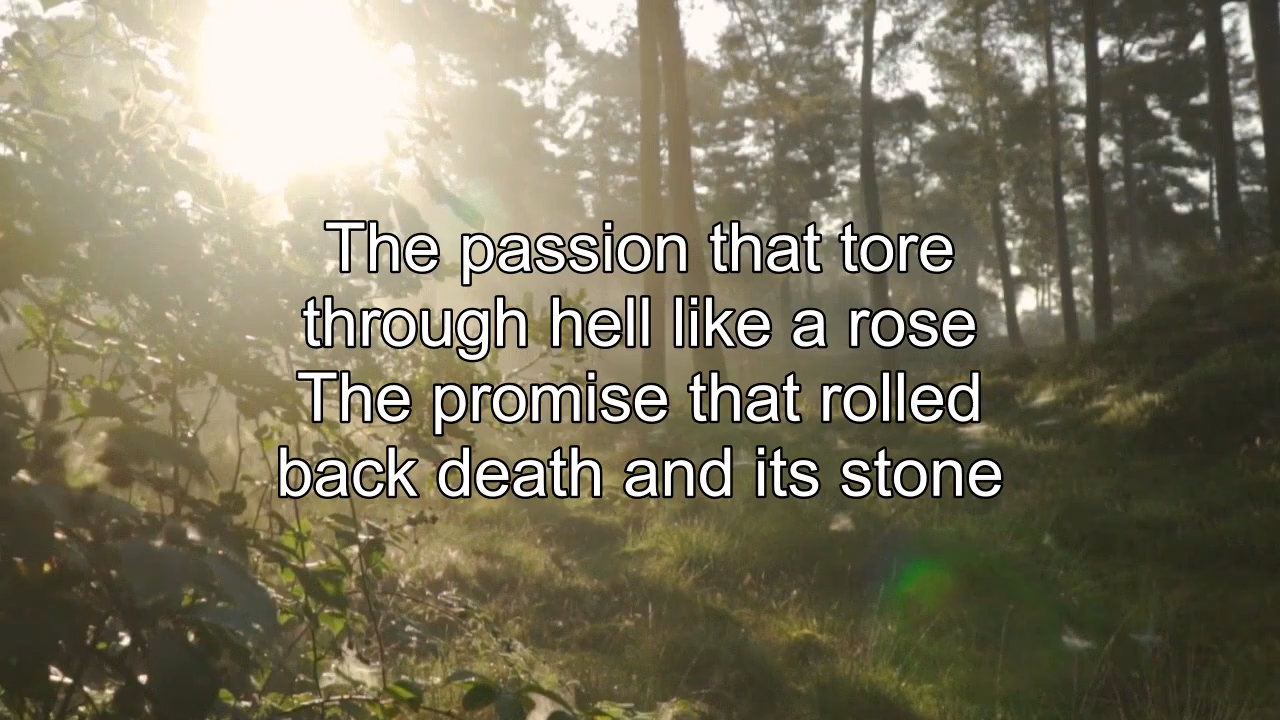 The passion that tore
through hell like a rose
The promise that rolled
back death and its stone